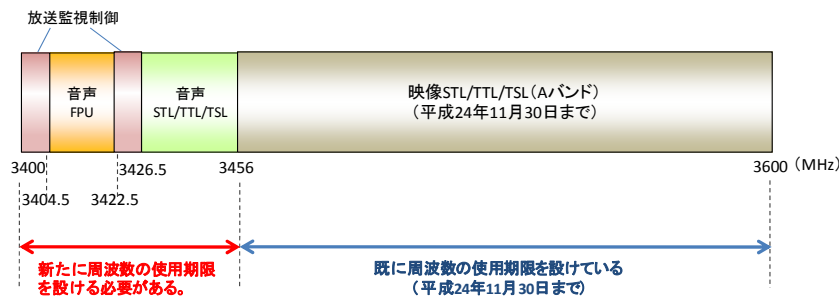 放送監視制御
音声
FPU
音声
STL/TTL/TSL
映像STL/TTL/TSL(Aバンド)
(平成24年11月30日まで)
3400
3426.5
3456
3600 (MHz)
3404.5
3422.5
新たに周波数の使用期限
を設ける必要がある。
既に周波数の使用期限を設けている
(平成24年11月30日まで)